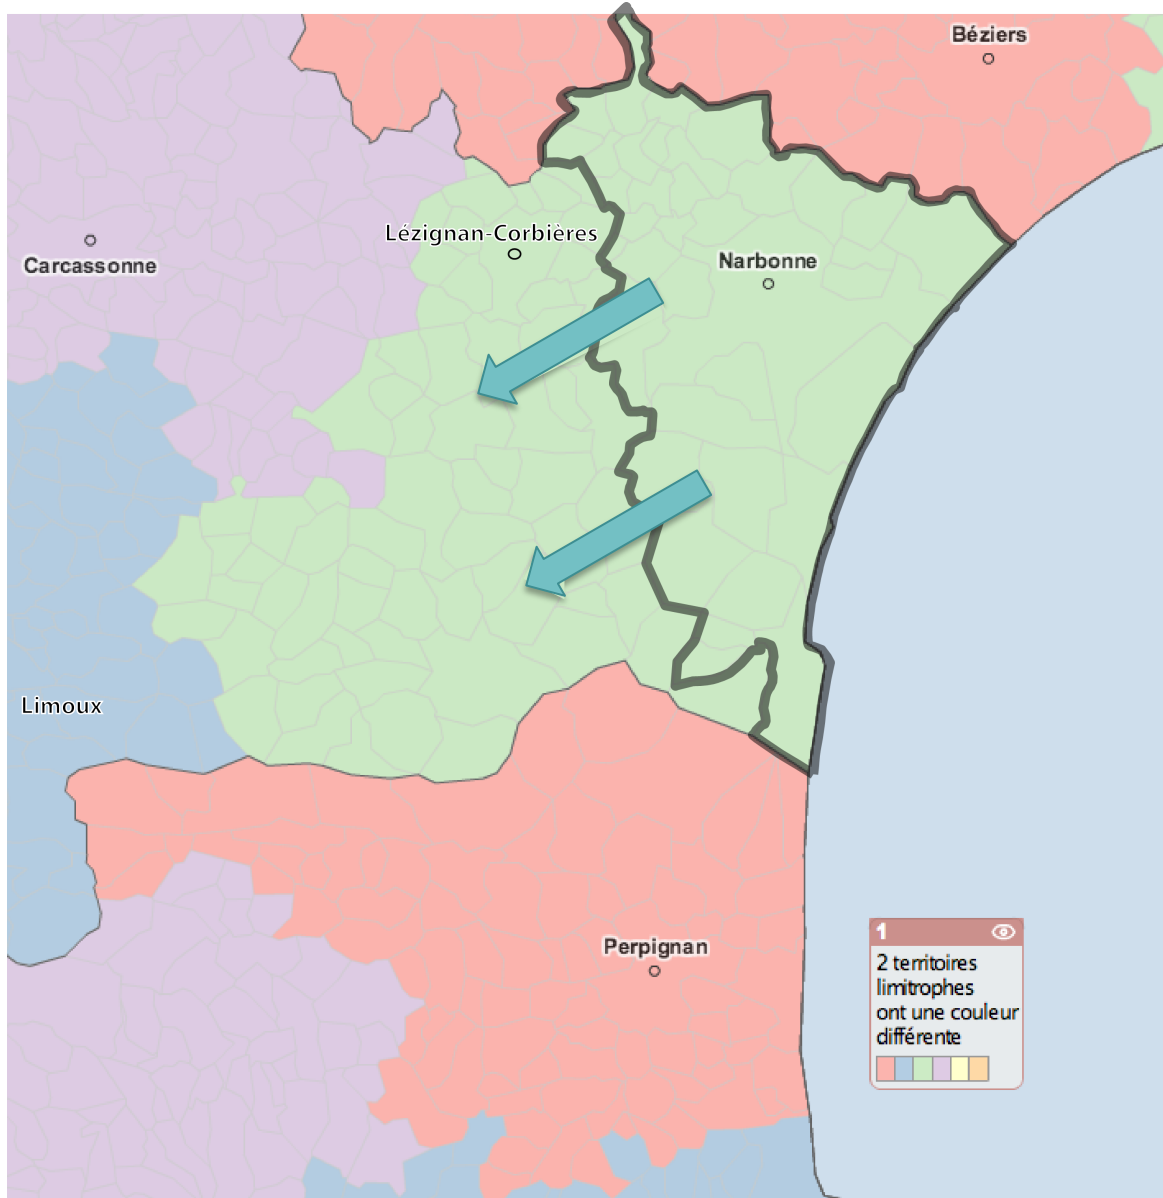 Béziers
Lézignan-Corbières
Narbonne
Carcassonne
Limoux
Perpignan
1
2 territoires
limitrophes
ont une couleur
différente